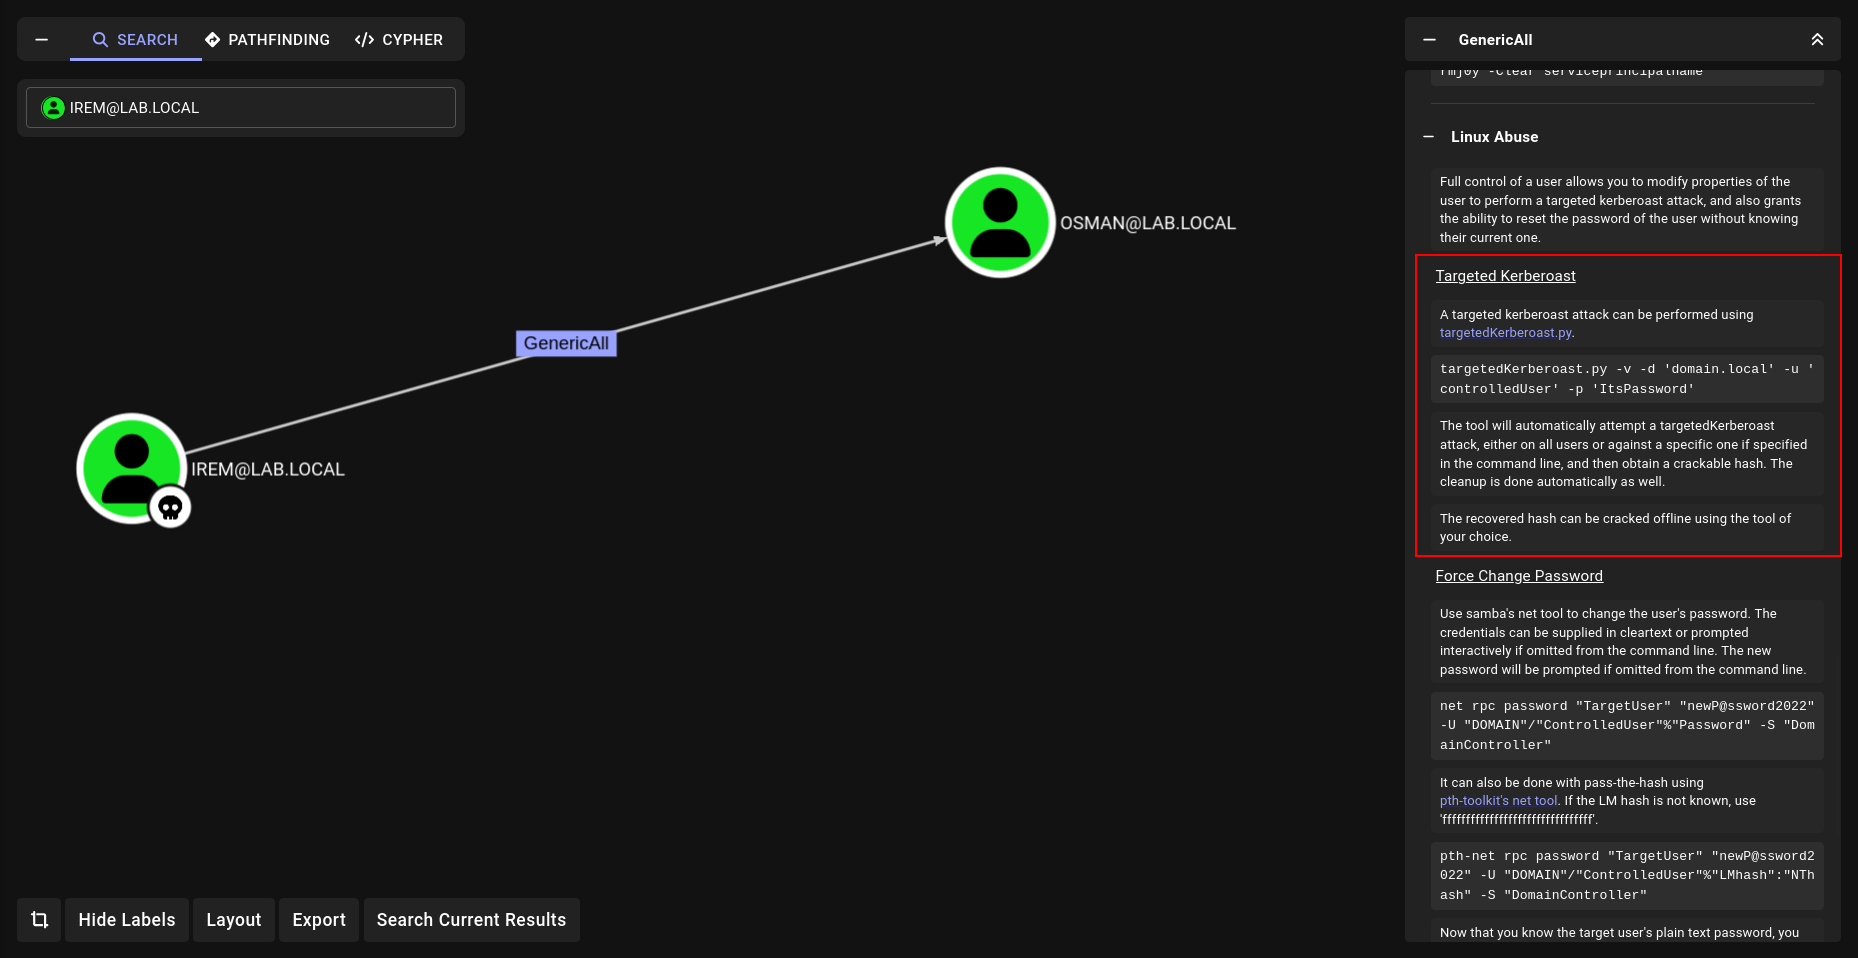 SEARCH
PATHFINDING
CYPHER
IREM@LAB.LOCAL
OSMAN@LAB.LOCAL
GenericAll
IREM@LAB.LOCAL
Hide Labels
Layout
Export
Search Current Results
GenericAll
rmj0y -Clear serviceprincipalname
Linux Abuse
Full control of a user allows you to modify properties of the
user to perform a targeted kerberoast attack, and also grants
the ability to reset the password of the user without knowing
their current one.
Targeted Kerberoast
A targeted kerberoast attack can be performed using
targetedKerberoast.py.
targetedKerberoast.py -v -d 'domain.local' -u '
controlledUser' -p 'ItsPassword'
The tool will automatically attempt a targetedKerberoast
attack, either on all users or against a specific one if specified
in the command line, and then obtain a crackable hash. The
cleanup is done automatically as well.
The recovered hash can be cracked offline using the tool of
your choice.
Force Change Password
Use samba's net tool to change the user's password. The
credentials can be supplied in cleartext or prompted
interactively if omitted from the command line. The new
password will be prompted if omitted from the command line.
net rpc password "TargetUser" "newP@ssword2022"
-U "DOMAIN"/"ControlledUser"%"Password" -S "Dom
ainController"
It can also be done with pass-the-hash using
pth-toolkit's net tool. If the LM hash is not known, use
'ffffffffffffffffffffffffffffffff'.
pth-net rpc password "TargetUser" "newP@ssword2
022" -U "DOMAIN"/"ControlledUser"%"LMhash":"NTh
ash" -S "DomainController"
Now that you know the target user's plain text password, you